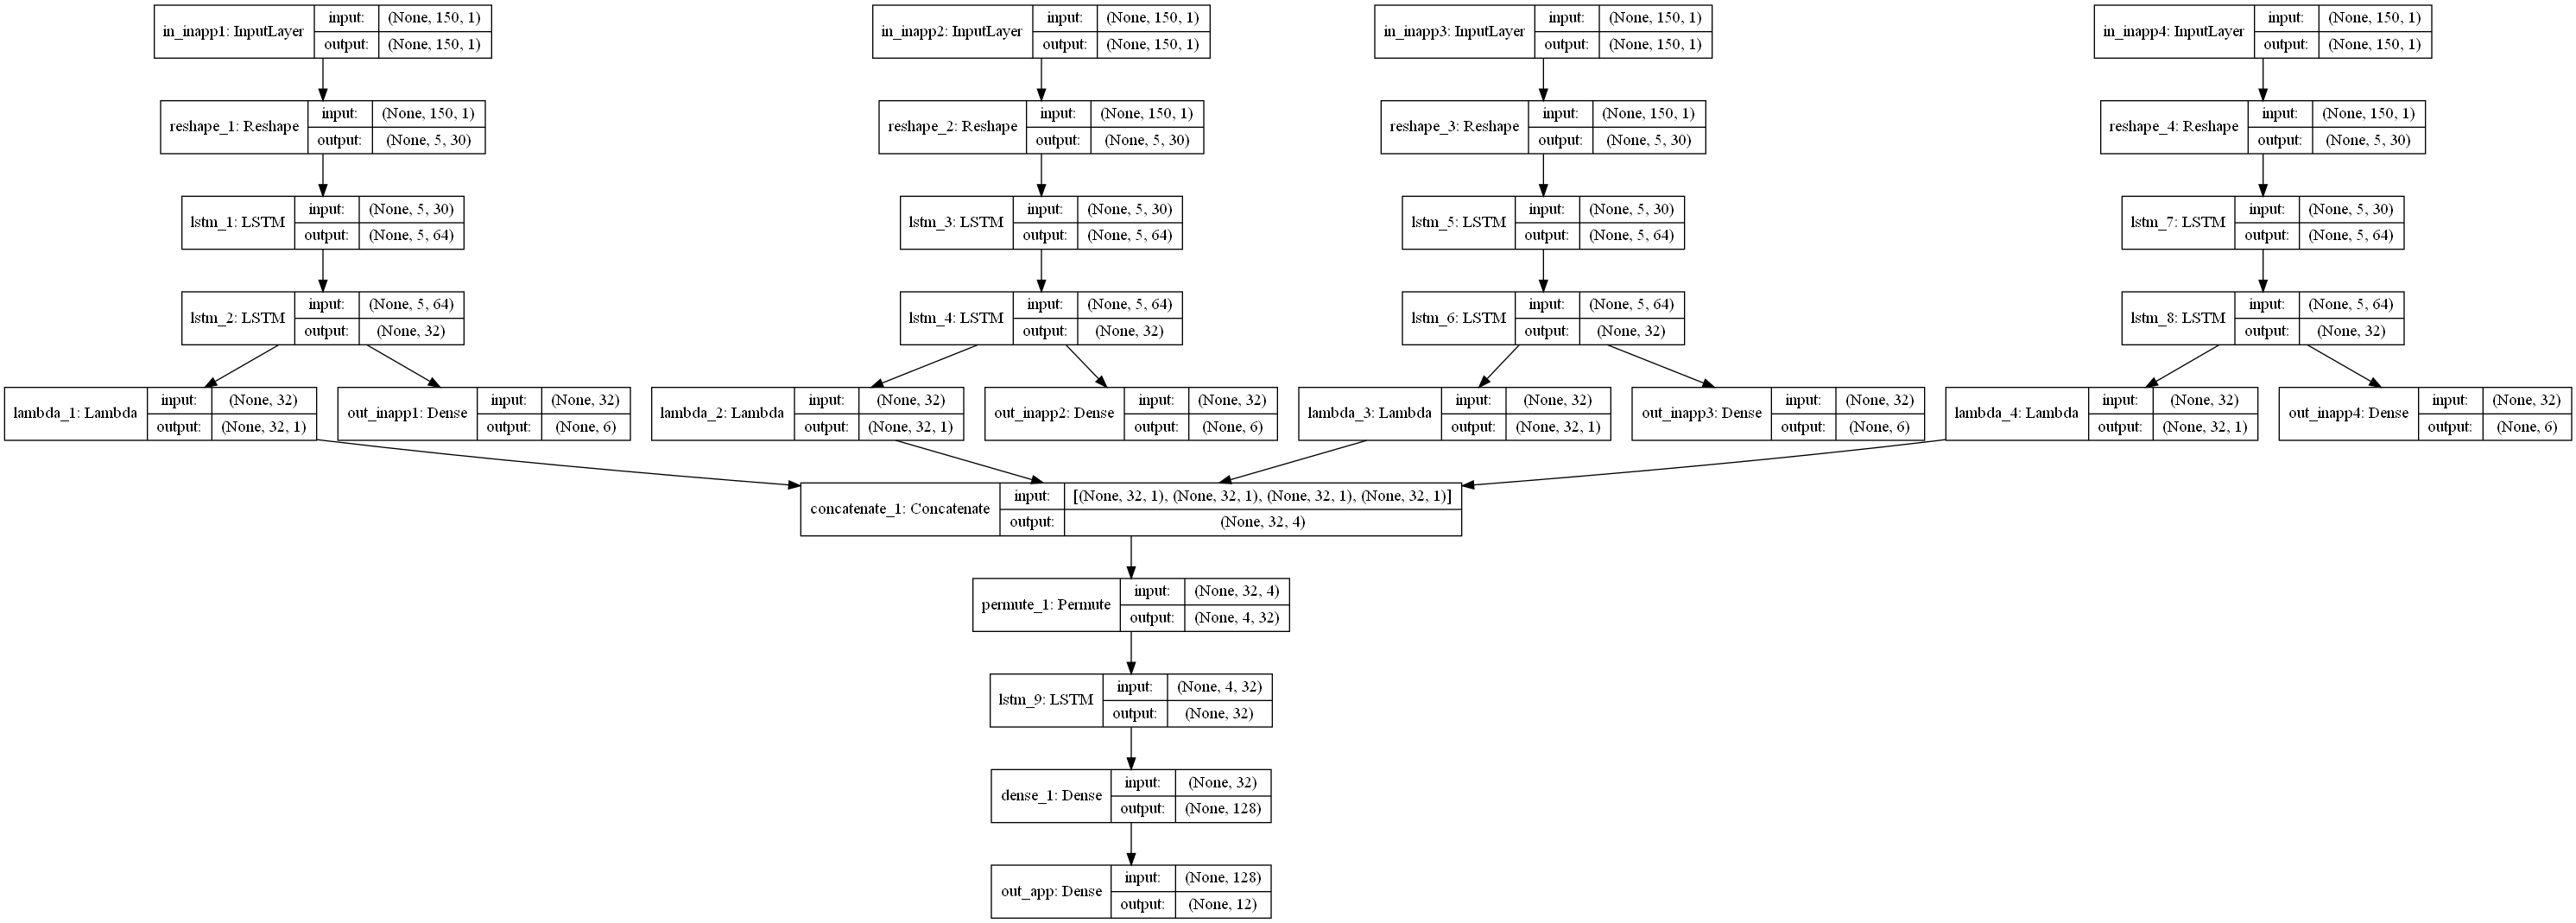 in_inapp1: InputLayer input: (None, 150, 1)
output: (None, 150, 1)
in_inapp2: InputLayer input: (None, 150, 1)
output: (None, 150, 1)
in_inapp3: InputLayer input: (None, 150, 1)
output: (None, 150, 1)
in_inapp4: InputLayer input: (None, 150, 1)
output: (None, 150, 1)
reshape_1: Reshape input: (None, 150, 1)
output: (None, 5, 30)
reshape_2: Reshape input: (None, 150, 1)
output: (None, 5, 30)
reshape_3: Reshape input: (None, 150, 1)
output: (None, 5, 30)
reshape_4: Reshape input: (None, 150, 1)
output: (None, 5, 30)
lstm_1: LSTM input: (None, 5, 30)
output: (None, 5, 64)
lstm_3: LSTM input: (None, 5, 30)
output: (None, 5, 64)
lstm_5: LSTM input: (None, 5, 30)
output: (None, 5, 64)
lstm_7: LSTM input: (None, 5, 30)
output: (None, 5, 64)
lstm_2: LSTM input: (None, 5, 64)
output: (None, 32)
lstm_4: LSTM input: (None, 5, 64)
output: (None, 32)
lstm_6: LSTM input: (None, 5, 64)
output: (None, 32)
lstm_8: LSTM input: (None, 5, 64)
output: (None, 32)
lambda_1: Lambda input: (None, 32)
output: (None, 32, 1)
out_inapp1: Dense input: (None, 32)
output: (None, 6)
lambda_2: Lambda input: (None, 32)
output: (None, 32, 1)
out_inapp2: Dense input: (None, 32)
output: (None, 6)
lambda_3: Lambda input: (None, 32)
output: (None, 32, 1)
out_inapp3: Dense input: (None, 32)
output: (None, 6)
lambda_4: Lambda input: (None, 32)
output: (None, 32, 1)
out_inapp4: Dense input: (None, 32)
output: (None, 6)
concatenate_1: Concatenate input: [(None, 32, 1), (None, 32, 1), (None, 32, 1), (None, 32, 1)]
output: (None, 32, 4)
permute_1: Permute input: (None, 32, 4)
output: (None, 4, 32)
lstm_9: LSTM input: (None, 4, 32)
output: (None, 32)
dense_1: Dense input: (None, 32)
output: (None, 128)
out_app: Dense input: (None, 128)
output: (None, 12)